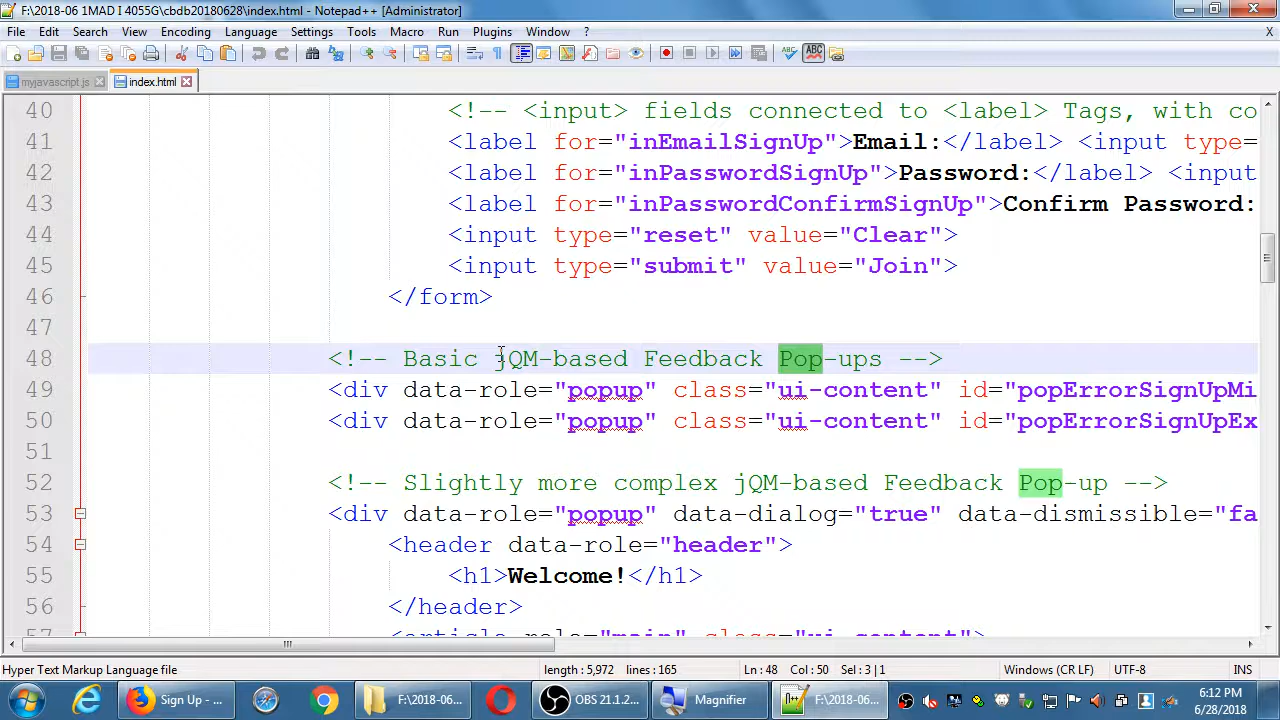 F:\2018-06 1MAD I 4055G\cbdb20180628\index.html - Notepad++ [Administrator]
File Edit Search View Encoding Language Settings Tools Macro Run Plugins Window ? X
myjavascript.js index.html
40 <!-- <input> fields connected to <label> Tags, with co
41 <label for="inEmailSignUp">Email:</label> <input type=
42 <label for="inPasswordSignUp">Password:</label> <input
43 <label for="inPasswordConfirmSignUp">Confirm Password:
44 <input type="reset" value="Clear">
45 <input type="submit" value="Join">
46 </form>
47
48 <!-- Basic jQM-based Feedback Pop-ups -->
49 <div data-role="popup" class="ui-content" id="popErrorSignUpMi
50 <div data-role="popup" class="ui-content" id="popErrorSignUpEx
51
52 <!-- Slightly more complex jQM-based Feedback Pop-up -->
53 <div data-role="popup" data-dialog="true" data-dismissible="fa
54 <header data-role="header">
55 <h1>Welcome!</h1>
56 </header>
57 <article role="main" class="ui-content">
Hyper Text Markup Language file length : 5,972 lines : 165 Ln : 48 Col : 50 Sel : 3 | 1 Windows (CR LF) UTF-8 INS
Sign Up - ... F:\2018-06... OBS 21.1.2... Magnifier F:\2018-06... 6:12 PM
6/28/2018